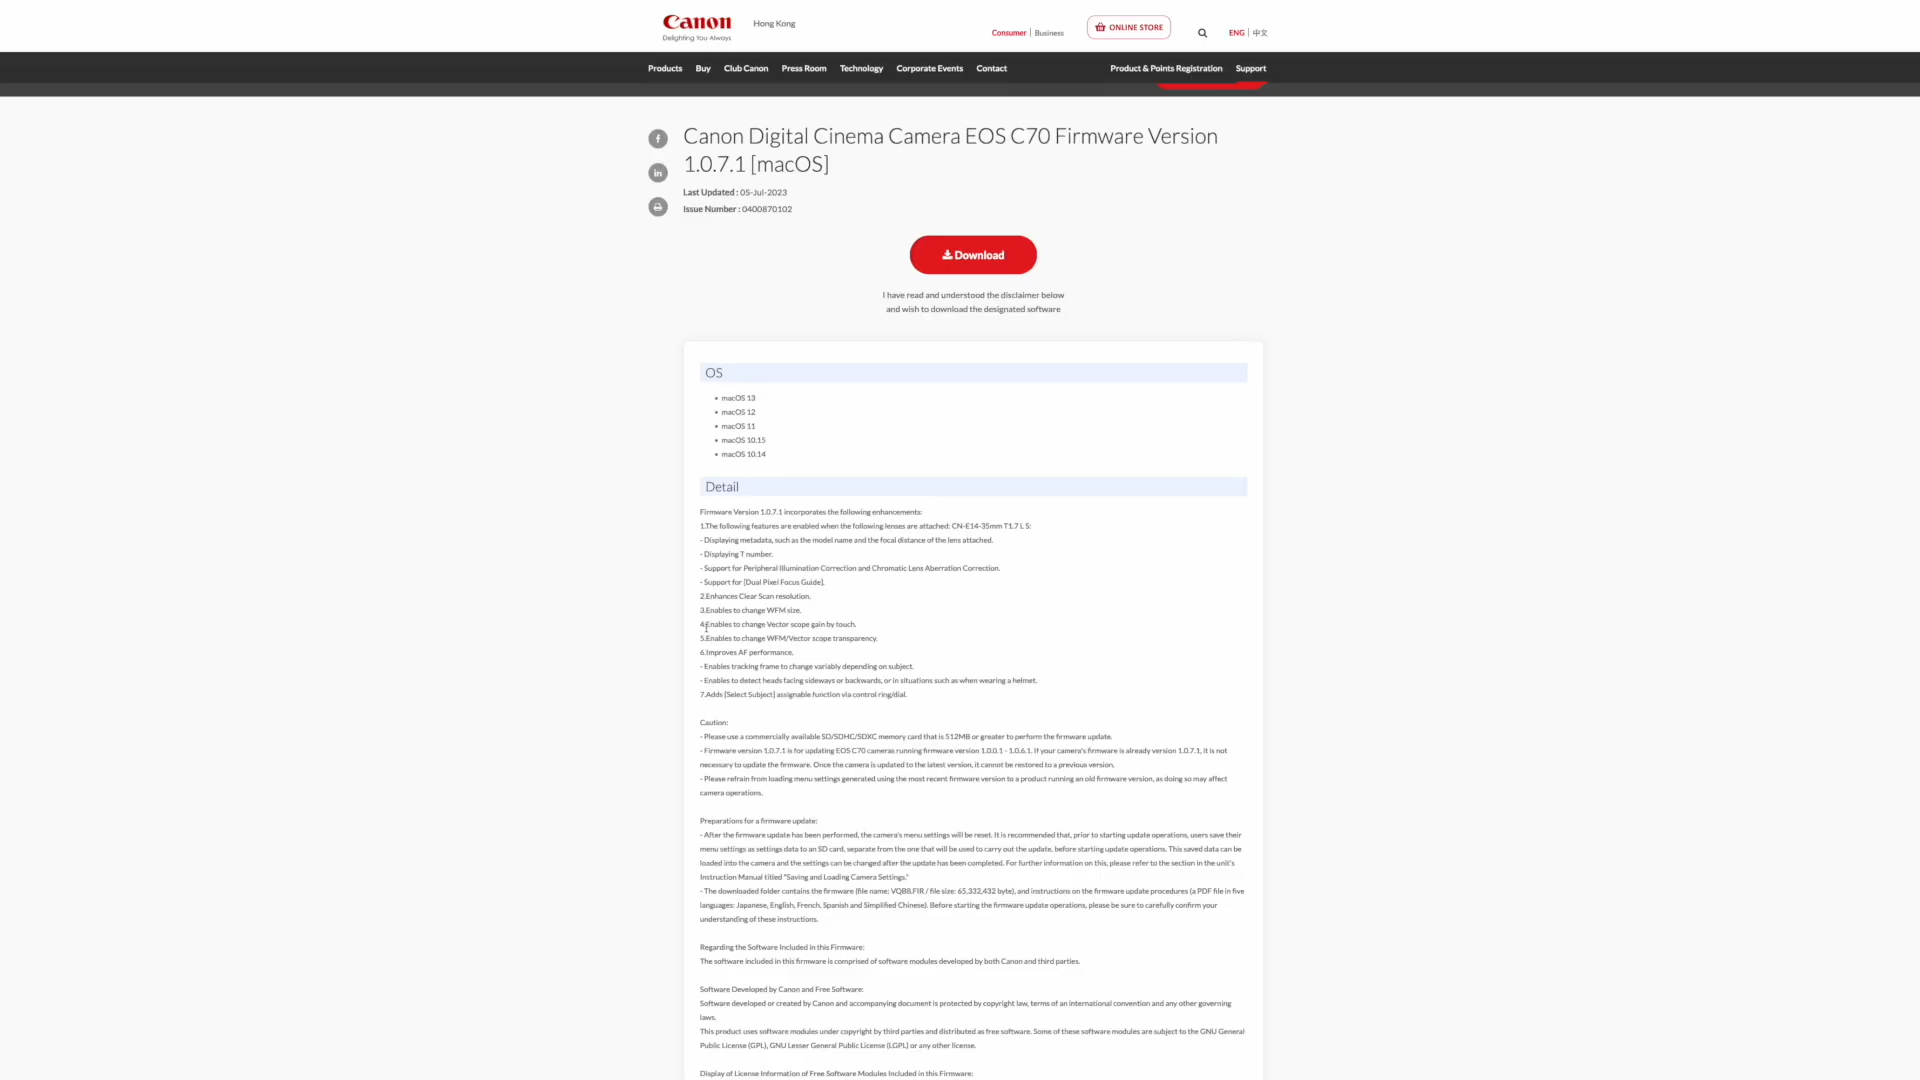 Canon
Delighting You Always
Hong Kong
Consumer | Business
ONLINE STORE
ENG | 中文
Products Buy Club Canon Press Room Technology Corporate Events Contact Product & Points Registration Support
Canon Digital Cinema Camera EOS C70 Firmware Version
1.0.7.1 [macOS]
Last Updated : 05-Jul-2023
Issue Number : 0400870102
Download
I have read and understood the disclaimer below
and wish to download the designated software
OS
• macOS 13
• macOS 12
• macOS 11
• macOS 10.15
• macOS 10.14
Detail
Firmware Version 1.0.7.1 incorporates the following enhancements:
1.The following features are enabled when the following lenses are attached: CN-E14-35mm T1.7 L S:
- Displaying metadata, such as the model name and the focal distance of the lens attached.
- Displaying T number.
- Support for Peripheral Illumination Correction and Chromatic Lens Aberration Correction.
- Support for [Dual Pixel Focus Guide].
2.Enhances Clear Scan resolution.
3.Enables to change WFM size.
4.Enables to change Vector scope gain by touch.
5.Enables to change WFM/Vector scope transparency.
6.Improves AF performance.
- Enables tracking frame to change variably depending on subject.
- Enables to detect heads facing sideways or backwards, or in situations such as when wearing a helmet.
7.Adds [Select Subject] assignable function via control ring/dial.
Caution:
- Please use a commercially available SD/SDHC/SDXC memory card that is 512MB or greater to perform the firmware update.
- Firmware version 1.0.7.1 is for updating EOS C70 cameras running firmware version 1.0.0.1 - 1.0.6.1. If your camera's firmware is already version 1.0.7.1, it is not
necessary to update the firmware. Once the camera is updated to the latest version, it cannot be restored to a previous version.
- Please refrain from loading menu settings generated using the most recent firmware version to a product running an old firmware version, as doing so may affect
camera operations.
Preparations for a firmware update:
- After the firmware update has been performed, the camera's menu settings will be reset. It is recommended that, prior to starting update operations, users save their
menu settings as settings data to an SD card, separate from the one that will be used to carry out the update, before starting update operations. This saved data can be
loaded into the camera and the settings can be changed after the update has been completed. For further information on this, please refer to the section in the unit's
Instruction Manual titled "Saving and Loading Camera Settings."
- The downloaded folder contains the firmware (file name: VQB8.FIR / file size: 65,332,432 byte), and instructions on the firmware update procedures (a PDF file in five
languages: Japanese, English, French, Spanish and Simplified Chinese). Before starting the firmware update operations, please be sure to carefully confirm your
understanding of these instructions.
Regarding the Software Included in this Firmware:
The software included in this firmware is comprised of software modules developed by both Canon and third parties.
Software Developed by Canon and Free Software:
Software developed or created by Canon and accompanying document is protected by copyright law, terms of an international convention and any other governing
laws.
This product uses software modules under copyright by third parties and distributed as free software. Some of these software modules are subject to the GNU General
Public License (GPL), GNU Lesser General Public License (LGPL) or any other license.
Display of License Information of Free Software Modules Included in this Firmware: